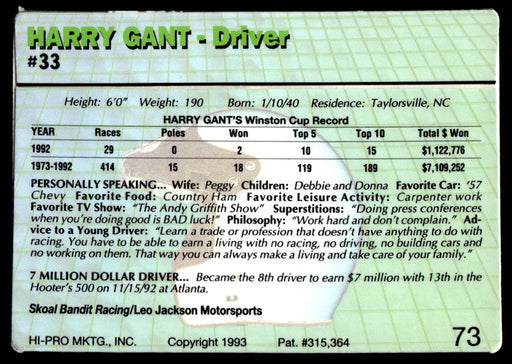 HARRY GANT - Driver
#33
Height: 6'0" Weight: 190 Born: 1/10/40 Residence: Taylorsville, NC
HARRY GANT'S Winston Cup Record
YEAR Races Poles Won Top 5 Top 10 Total $ Won
1992 29 0 2 10 15 $1,122,776
1973-1992 414 15 18 119 189 $7,109,252
PERSONALLY SPEAKING... Wife: Peggy Children: Debbie and Donna Favorite Car: '57
Chevy Favorite Food: Country Ham Favorite Leisure Activity: Carpenter work
Favorite TV Show: "The Andy Griffith Show" Superstitions: "Doing press conferences
when you're doing good is BAD luck!" Philosophy: "Work hard and don't complain." Ad-
vice to a Young Driver: "Learn a trade or profession that doesn't have anything to do with
racing. You have to be able to earn a living with no racing, no driving, no building cars and
no working on them. That way you can always make a living and take care of your family."
7 MILLION DOLLAR DRIVER... Became the 8th driver to earn $7 million with 13th in the
Hooter's 500 on 11/15/92 at Atlanta.
Skoal Bandit Racing/Leo Jackson Motorsports
HI-PRO MKTG., INC. Copyright 1993 Pat. #315,364 73